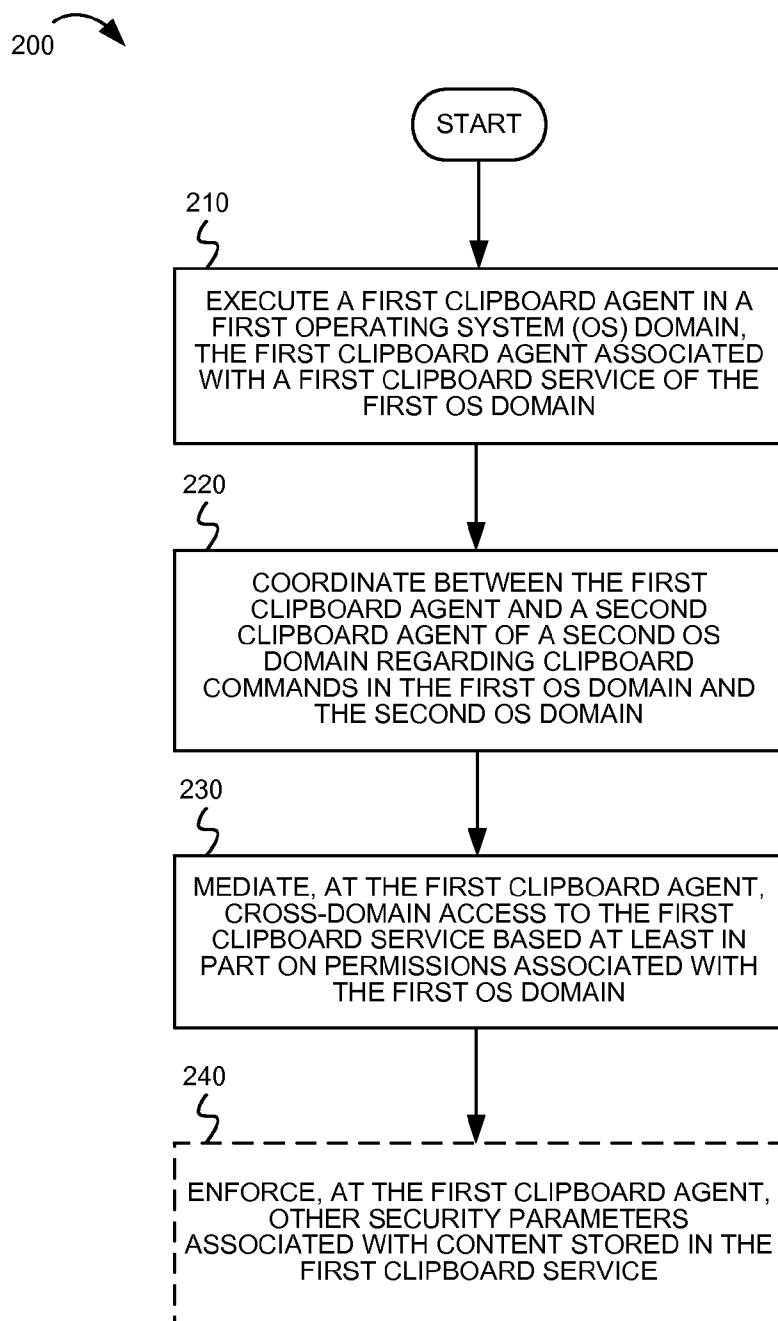 200
START
210
EXECUTE A FIRST CLIPBOARD AGENT IN A
FIRST OPERATING SYSTEM (OS) DOMAIN,
THE FIRST CLIPBOARD AGENT ASSOCIATED
WITH A FIRST CLIPBOARD SERVICE OF THE
FIRST OS DOMAIN
220
COORDINATE BETWEEN THE FIRST
CLIPBOARD AGENT AND A SECOND
CLIPBOARD AGENT OF A SECOND OS
DOMAIN REGARDING CLIPBOARD
COMMANDS IN THE FIRST OS DOMAIN AND
THE SECOND OS DOMAIN
230
MEDIATE, AT THE FIRST CLIPBOARD AGENT,
CROSS-DOMAIN ACCESS TO THE FIRST
CLIPBOARD SERVICE BASED AT LEAST IN
PART ON PERMISSIONS ASSOCIATED WITH
THE FIRST OS DOMAIN
240
ENFORCE, AT THE FIRST CLIPBOARD AGENT,
OTHER SECURITY PARAMETERS
ASSOCIATED WITH CONTENT STORED IN THE
FIRST CLIPBOARD SERVICE